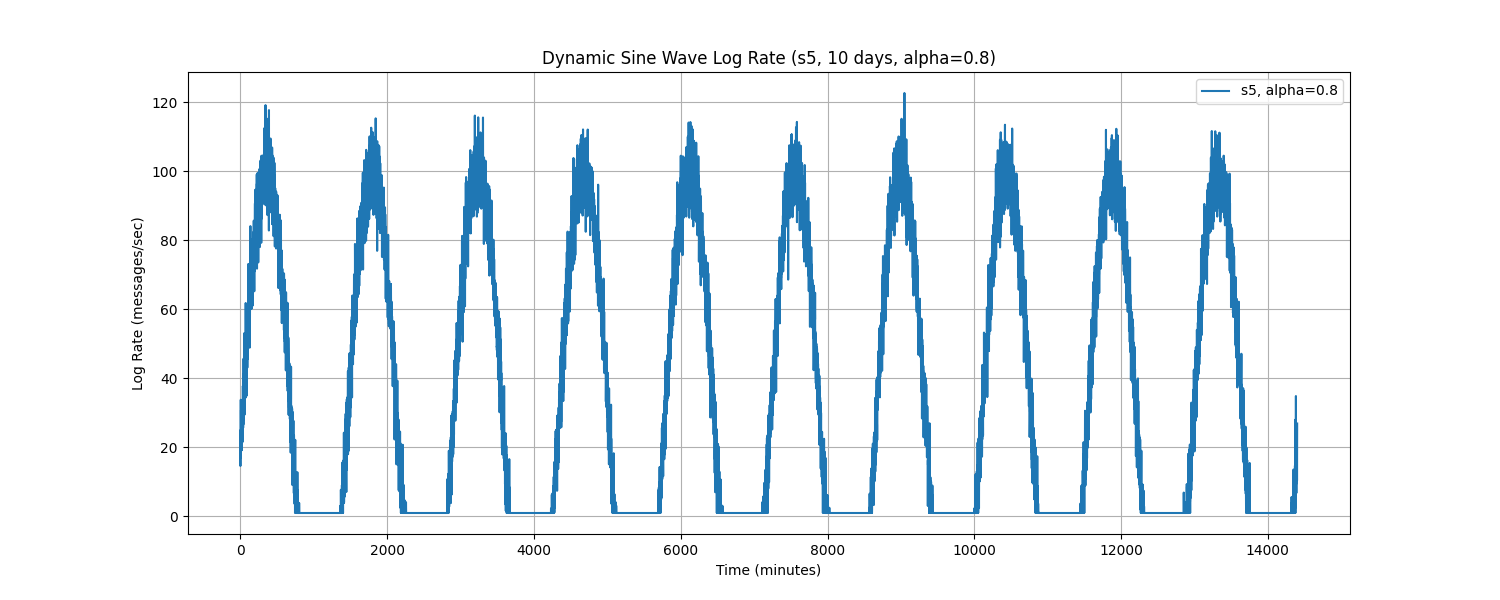 Dynamic Sine Wave Log Rate (s5, 10 days, alpha=0.8)
s5, alpha=0.8
Log Rate (messages/sec)
120
100
80
60
40
20
0
0 2000 4000 6000 8000 10000 12000 14000
Time (minutes)